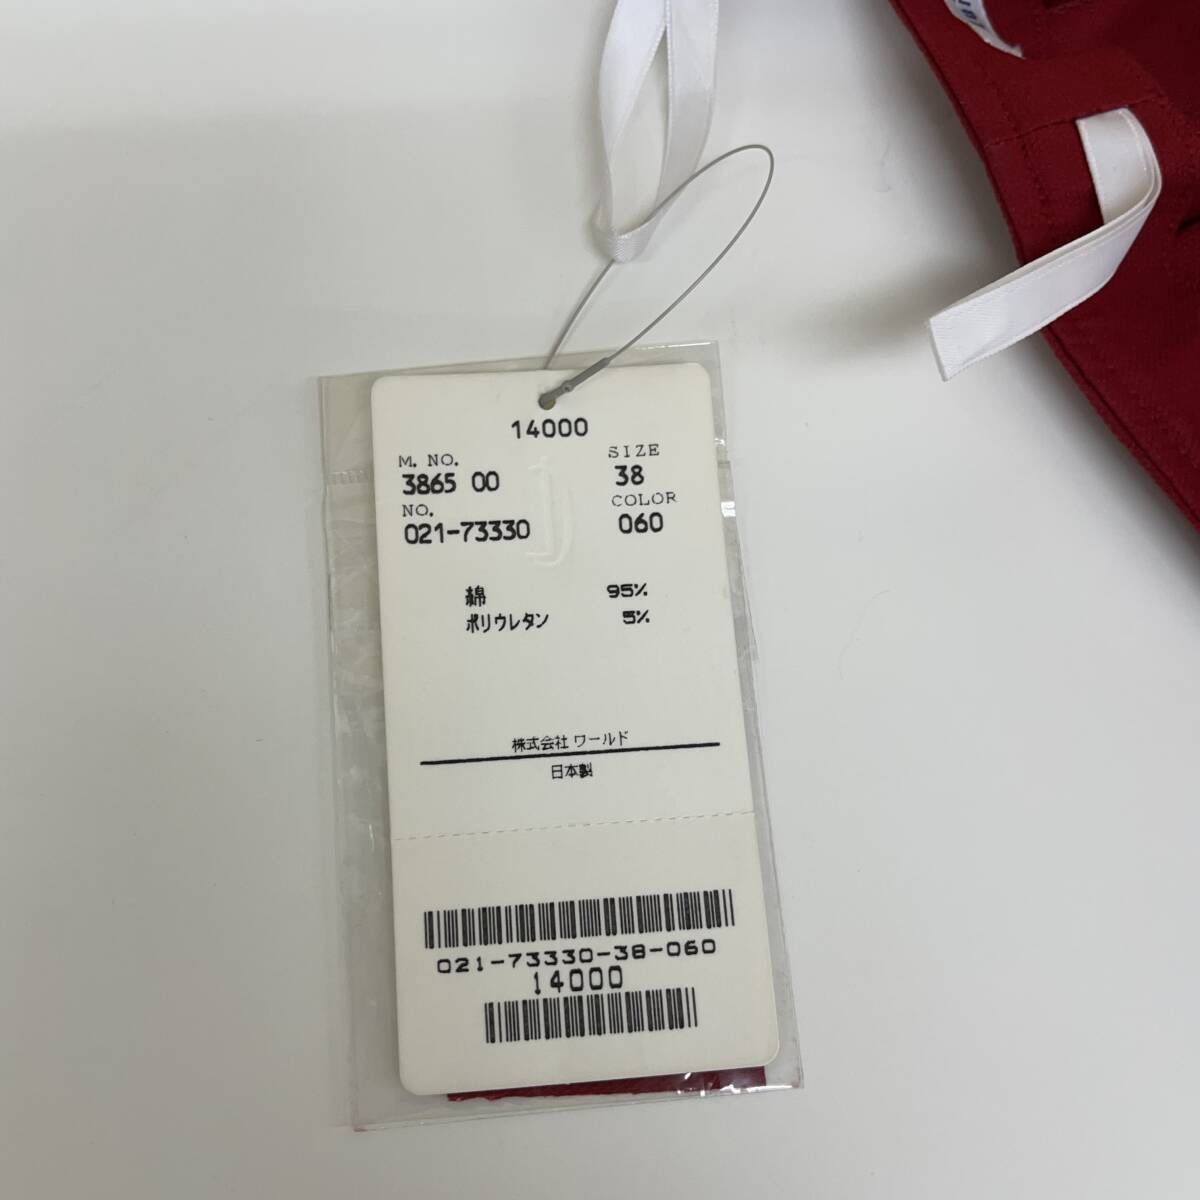 14000
M. NO.
SIZE
3865 00
38
NO.
COLOR
021-73330
060
綿 95%
ポリウレタン 5%
株式会社 ワールド
日本製
021-73330-38-060
14000